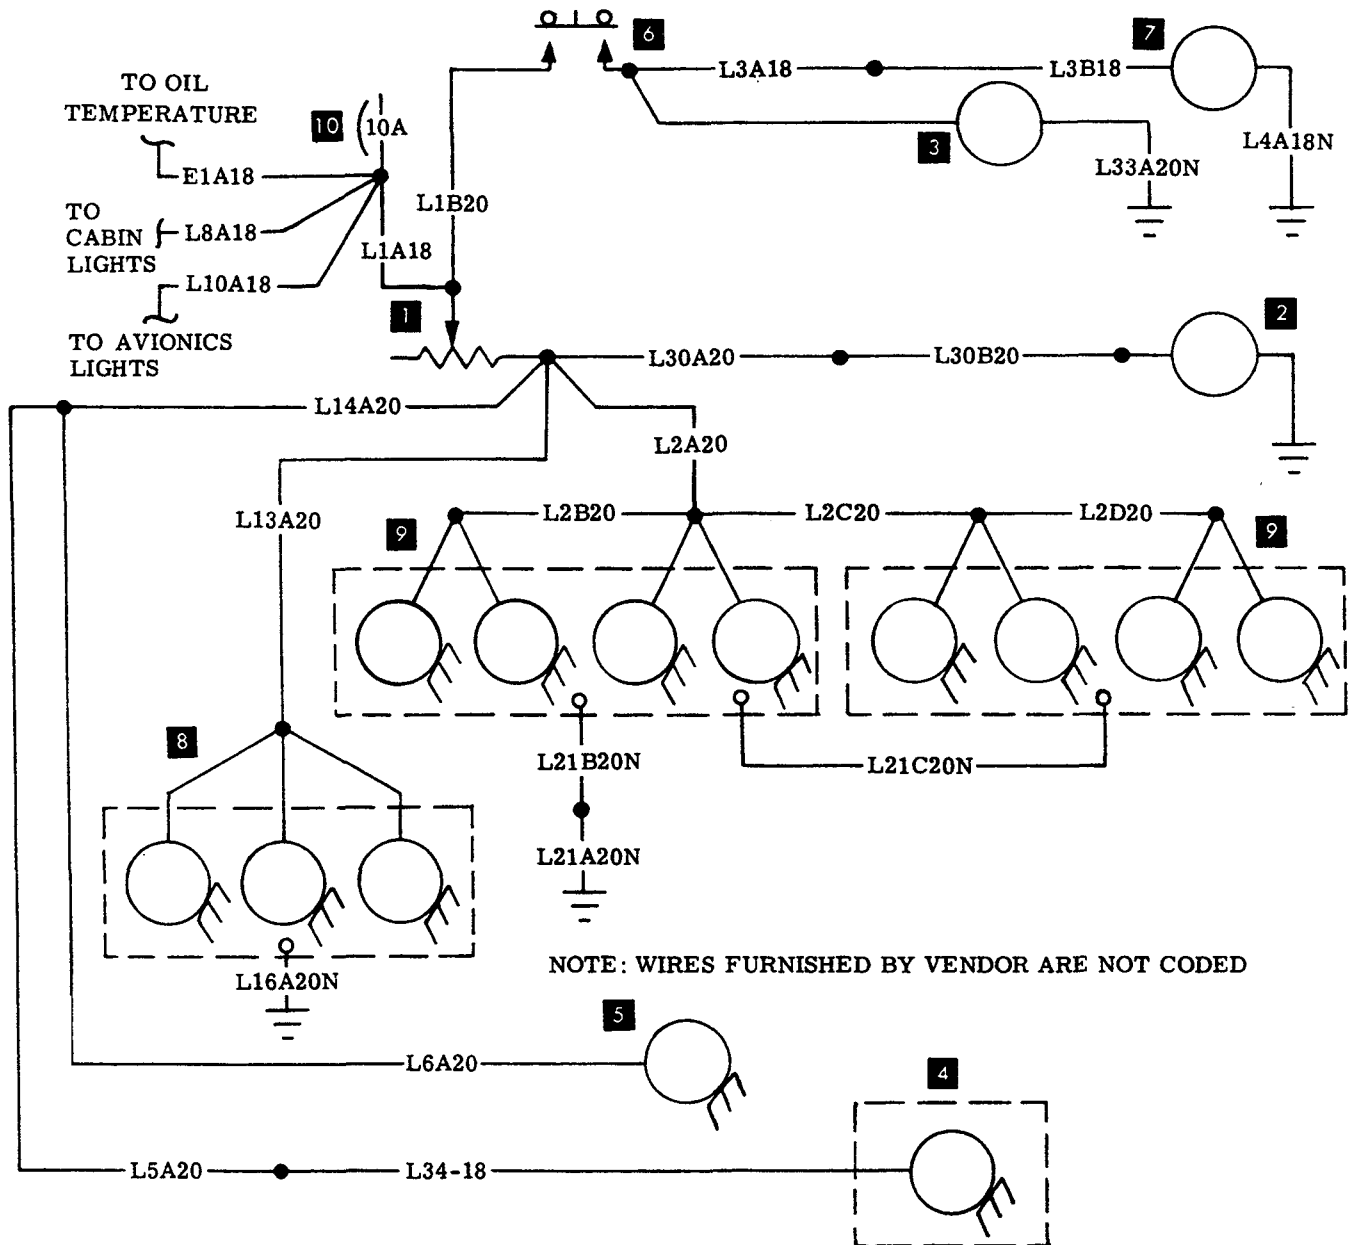 6
7
L3A18
L3B18
TO OIL
TEMPERATURE
10
10A
3
L4A18N
L33A20N
E1A18
L1B20
TO
CABIN
LIGHTS
L8A18
L1A18
L10A18
1
2
TO AVIONICS
LIGHTS
L30A20
L30B20
L14A20
L2A20
L13A20
9
L2B20
L2C20
L2D20
9
8
L21B20N
L21C20N
L21A20N
L16A20N
NOTE: WIRES FURNISHED BY VENDOR ARE NOT CODED
5
L6A20
4
L5A20
L34-18